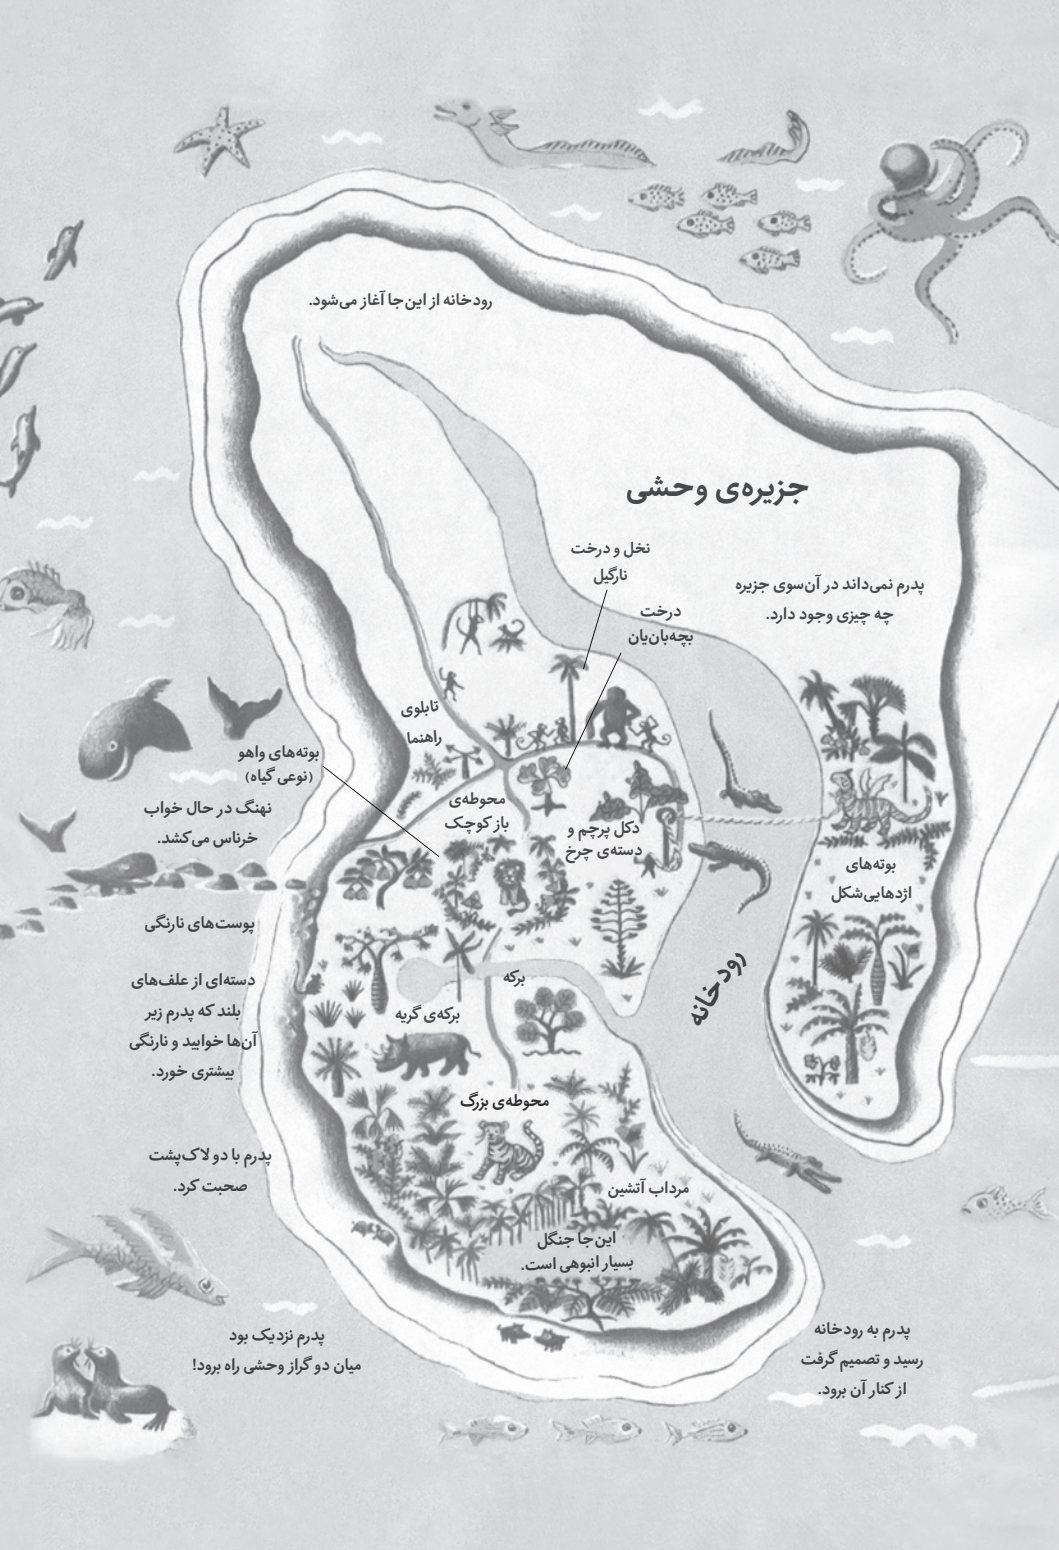 رودخانه از این‌جا آغاز می‌شود.
جزیره‌ی وحشی
نخل و درخت
نارگیل
پدرم نمی‌داند در آن‌سوی جزیره
چه چیزی وجود دارد.
درخت
بچه‌بان‌یان
تابلوی
راهنما
بوته‌های واهو
(نوعی گیاه)
محوطه‌ی
باز کوچک
نهنگ در حال خواب
خرناس می‌کشد.
دکل پرچم و
دسته‌ی چرخ
بوته‌های
اژدهایی‌شکل
پوست‌های نارنگی
رودخانه
برکه
دسته‌ای از علف‌های
بلند که پدرم زیر
آن‌ها خوابید و نارنگی
بیشتری خورد.
برکه‌ی گریه
محوطه‌ی بزرگ
پدرم با دو لاک‌پشت
صحبت کرد.
مرداب آتشین
این‌جا جنگل
بسیار انبوهی است.
پدرم نزدیک بود
میان دو گراز وحشی راه برود!
پدرم به رودخانه
رسید و تصمیم گرفت
از کنار آن برود.